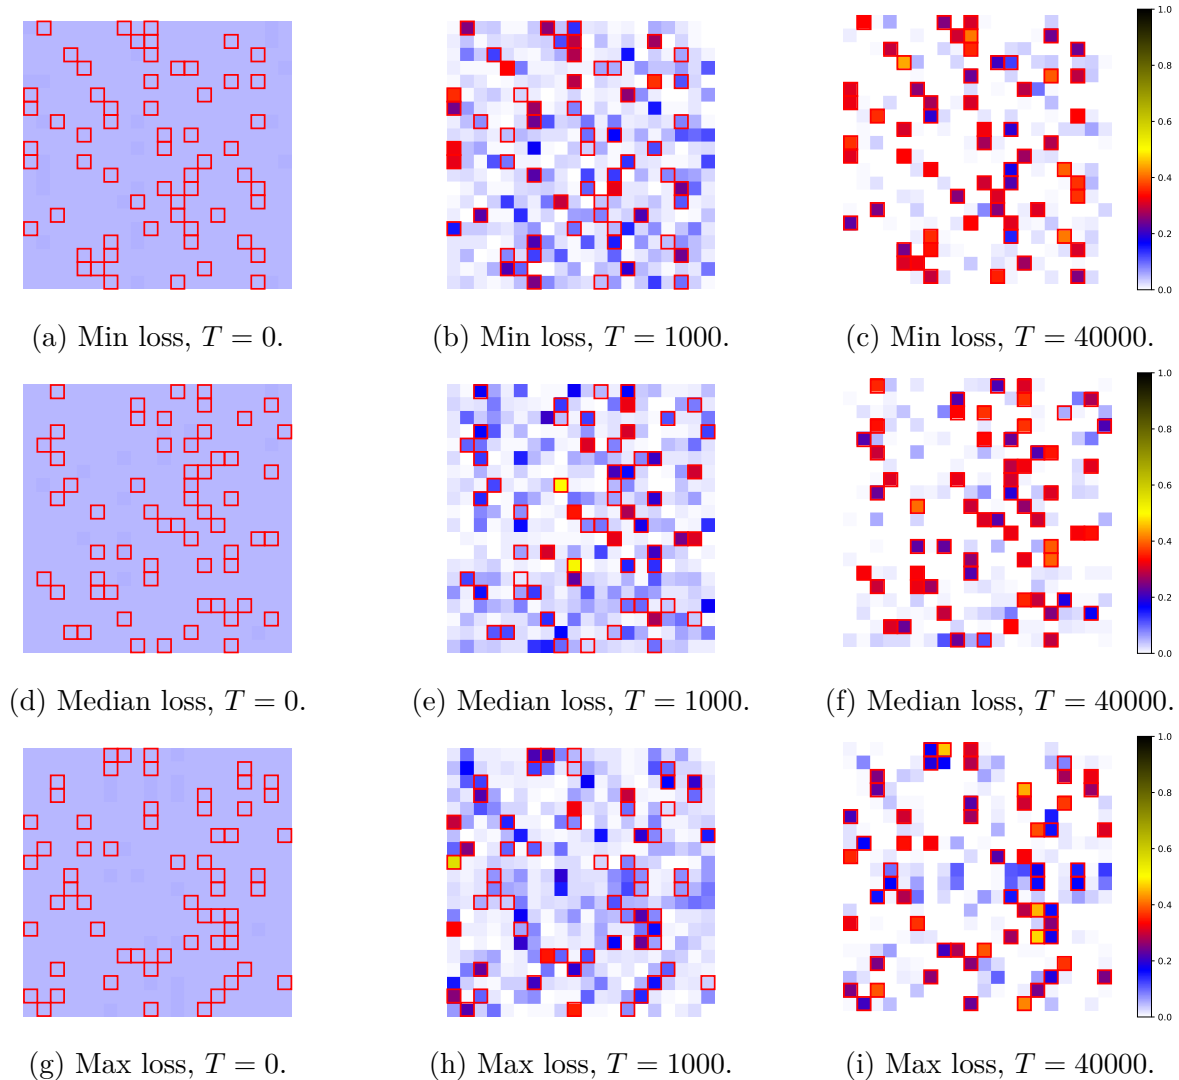 1.0
0.8
0.6
0.4
0.2
0.0
(a) Min loss, T = 0.
(b) Min loss, T = 1000.
(c) Min loss, T = 40000.
1.0
0.8
0.6
0.4
0.2
0.0
(d) Median loss, T = 0.
(e) Median loss, T = 1000.
(f) Median loss, T = 40000.
1.0
0.8
0.6
0.4
0.2
0.0
(g) Max loss, T = 0.
(h) Max loss, T = 1000.
(i) Max loss, T = 40000.